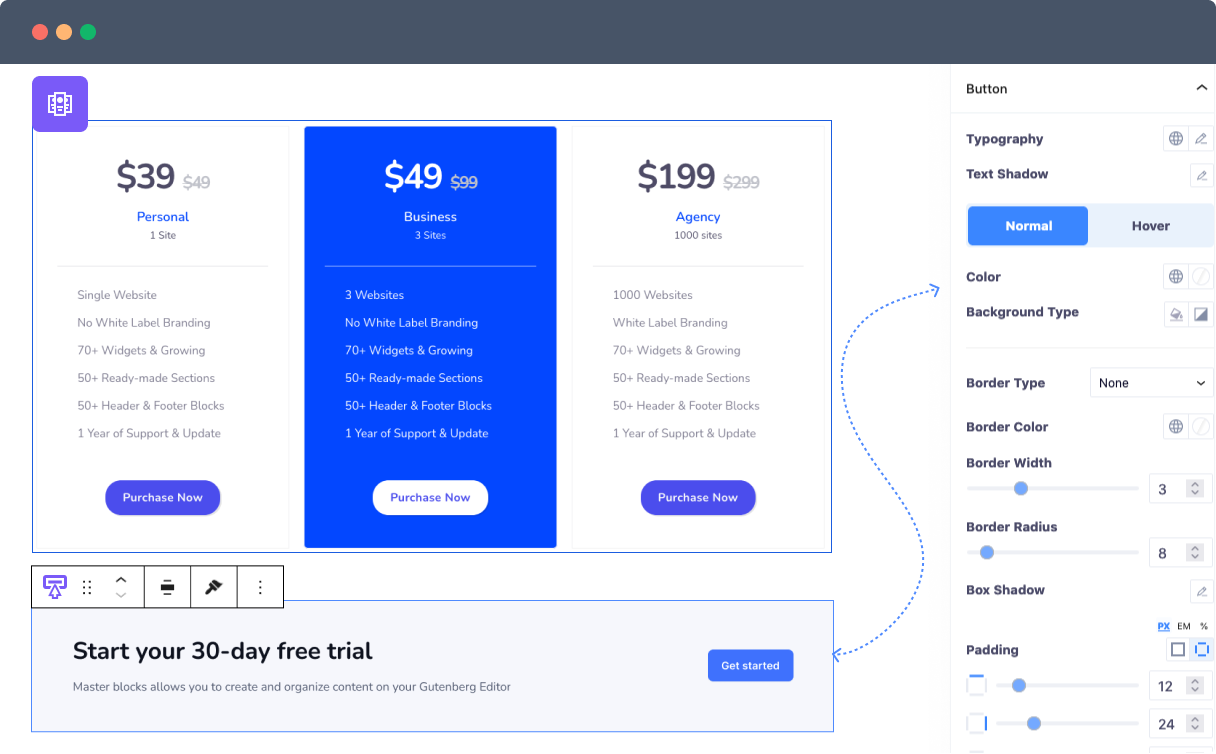 $39 $49
Personal
1 Site
Single Website
No White Label Branding
70+ Widgets & Growing
50+ Ready-made Sections
50+ Header & Footer Blocks
1 Year of Support & Update
Purchase Now
$49 $99
Business
3 Sites
3 Websites
No White Label Branding
70+ Widgets & Growing
50+ Ready-made Sections
50+ Header & Footer Blocks
1 Year of Support & Update
Purchase Now
$199 $299
Agency
1000 sites
1000 Websites
White Label Branding
70+ Widgets & Growing
50+ Ready-made Sections
50+ Header & Footer Blocks
1 Year of Support & Update
Purchase Now
Start your 30-day free trial
Master blocks allows you to create and organize content on your Gutenberg Editor
Get started
Button
Typography
Text Shadow
Normal Hover
Color
Background Type
Border Type None
Border Color
Border Width
3
Border Radius
8
Box Shadow
PX EM %
Padding
12
24